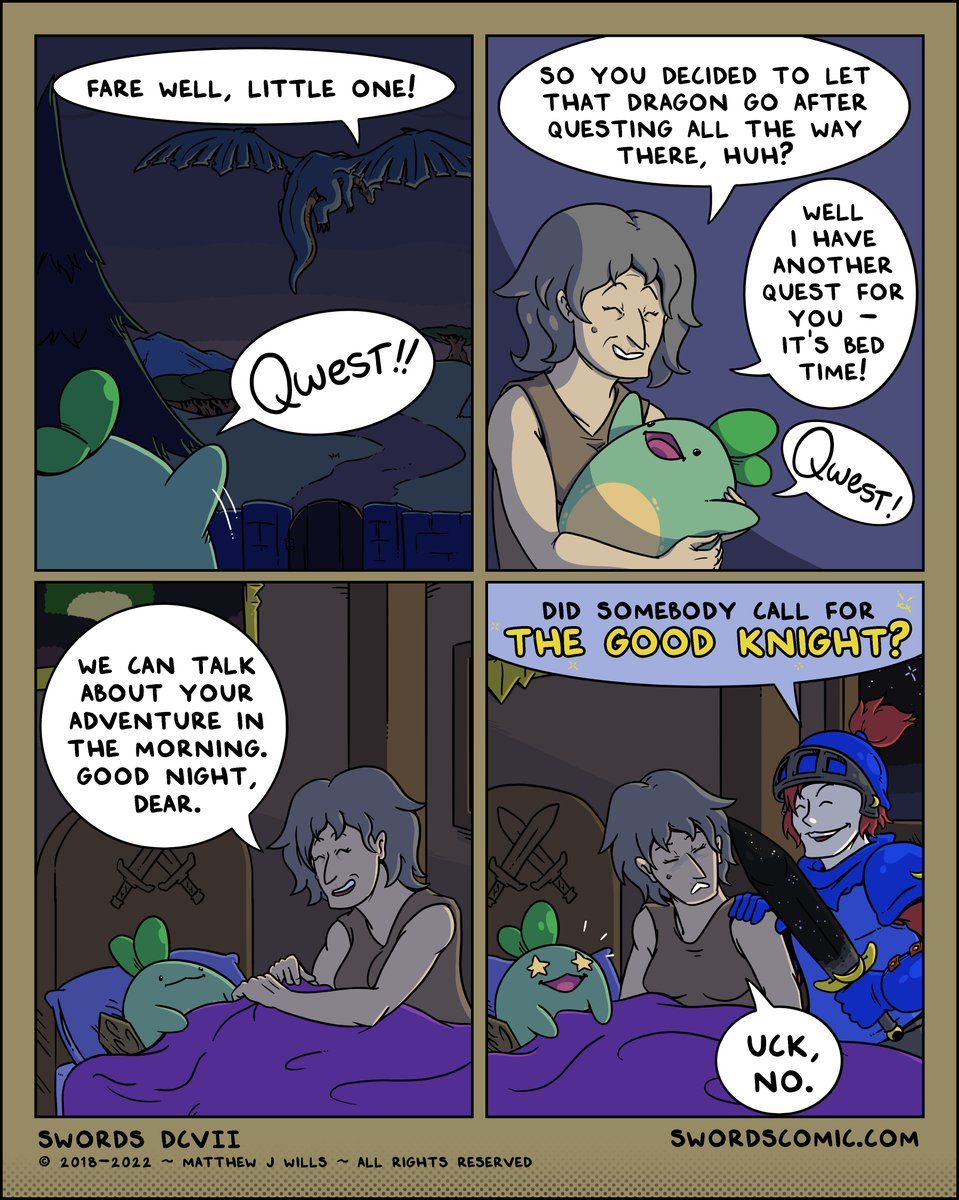 FARE WELL, LITTLE ONE!
QWEST!!
SO YOU DECIDED TO LET
THAT DRAGON GO AFTER
QUESTING ALL THE WAY
THERE, HUH?
WELL
I HAVE
ANOTHER
QUEST FOR
YOU –
IT'S BED
TIME!
QWEST!
WE CAN TALK
ABOUT YOUR
ADVENTURE IN
THE MORNING.
GOOD NIGHT,
DEAR.
DID SOMEBODY CALL FOR
THE GOOD KNIGHT?
UCK,
NO.
SWORDS DCVII
SWORDSCOMIC.COM
© 2018–2022 ~ MATTHEW J WILLS ~ ALL RIGHTS RESERVED